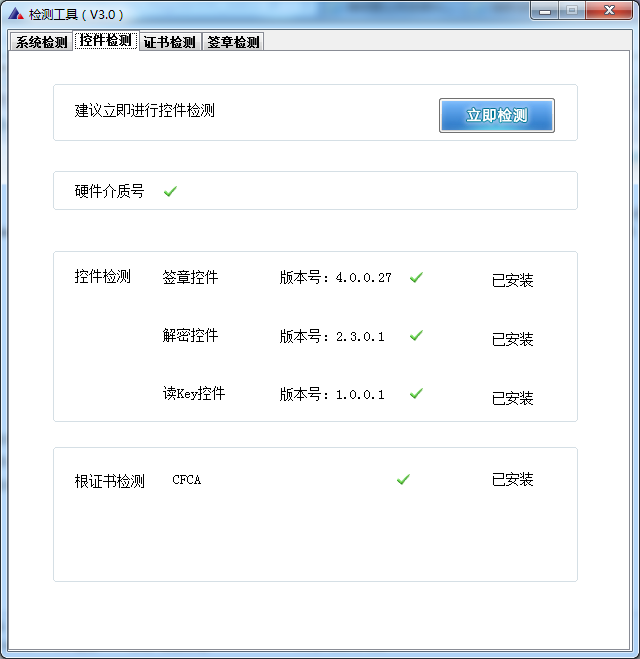 检测工具（V3.0）
系统检测 控件检测 证书检测 签章检测
建议立即进行控件检测 立即检测
硬件介质号
控件检测 签章控件 版本号：4.0.0.27 已安装
解密控件 版本号：2.3.0.1 已安装
读Key控件 版本号：1.0.0.1 已安装
根证书检测 CFCA 已安装